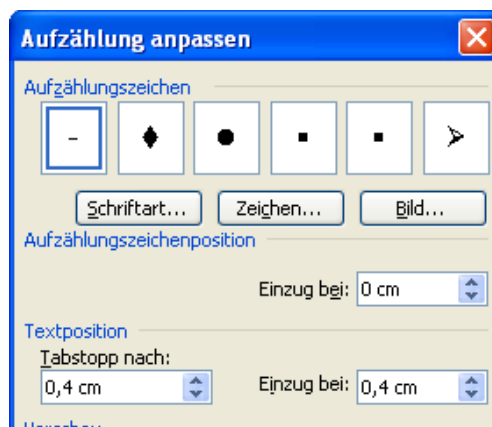 Aufzählung anpassen
Aufzählungszeichen
Schriftart... Zeichen... Bild...
Aufzählungszeichenposition
Einzug bei: 0 cm
Textposition
Tabstopp nach:
0,4 cm Einzug bei: 0,4 cm